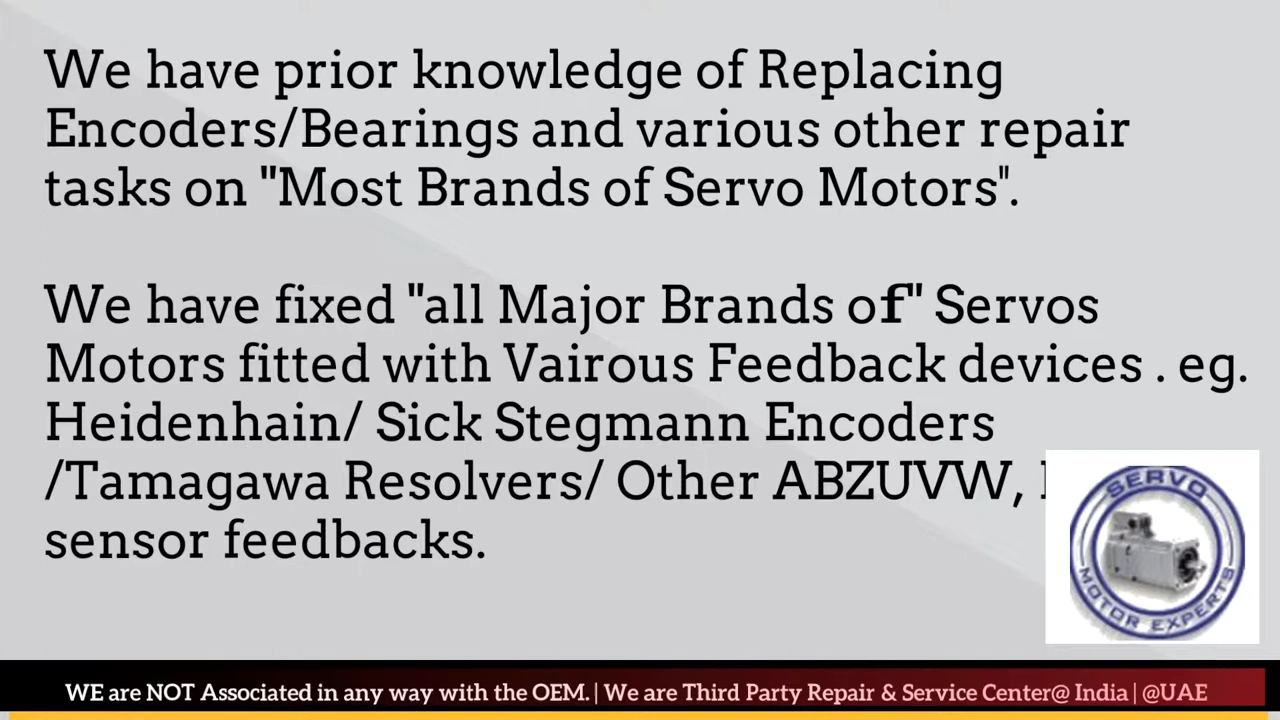 We have prior knowledge of Replacing
Encoders/Bearings and various other repair
tasks on "Most Brands of Servo Motors".
We have fixed "all Major Brands of" Servos
Motors fitted with Vairous Feedback devices . eg.
Heidenhain/ Sick Stegmann Encoders
/Tamagawa Resolvers/ Other ABZUVW,
sensor feedbacks.
SERVO
MOTOR EXPERTS
WE are NOT Associated in any way with the OEM. | We are Third Party Repair & Service Center@ India | @UAE